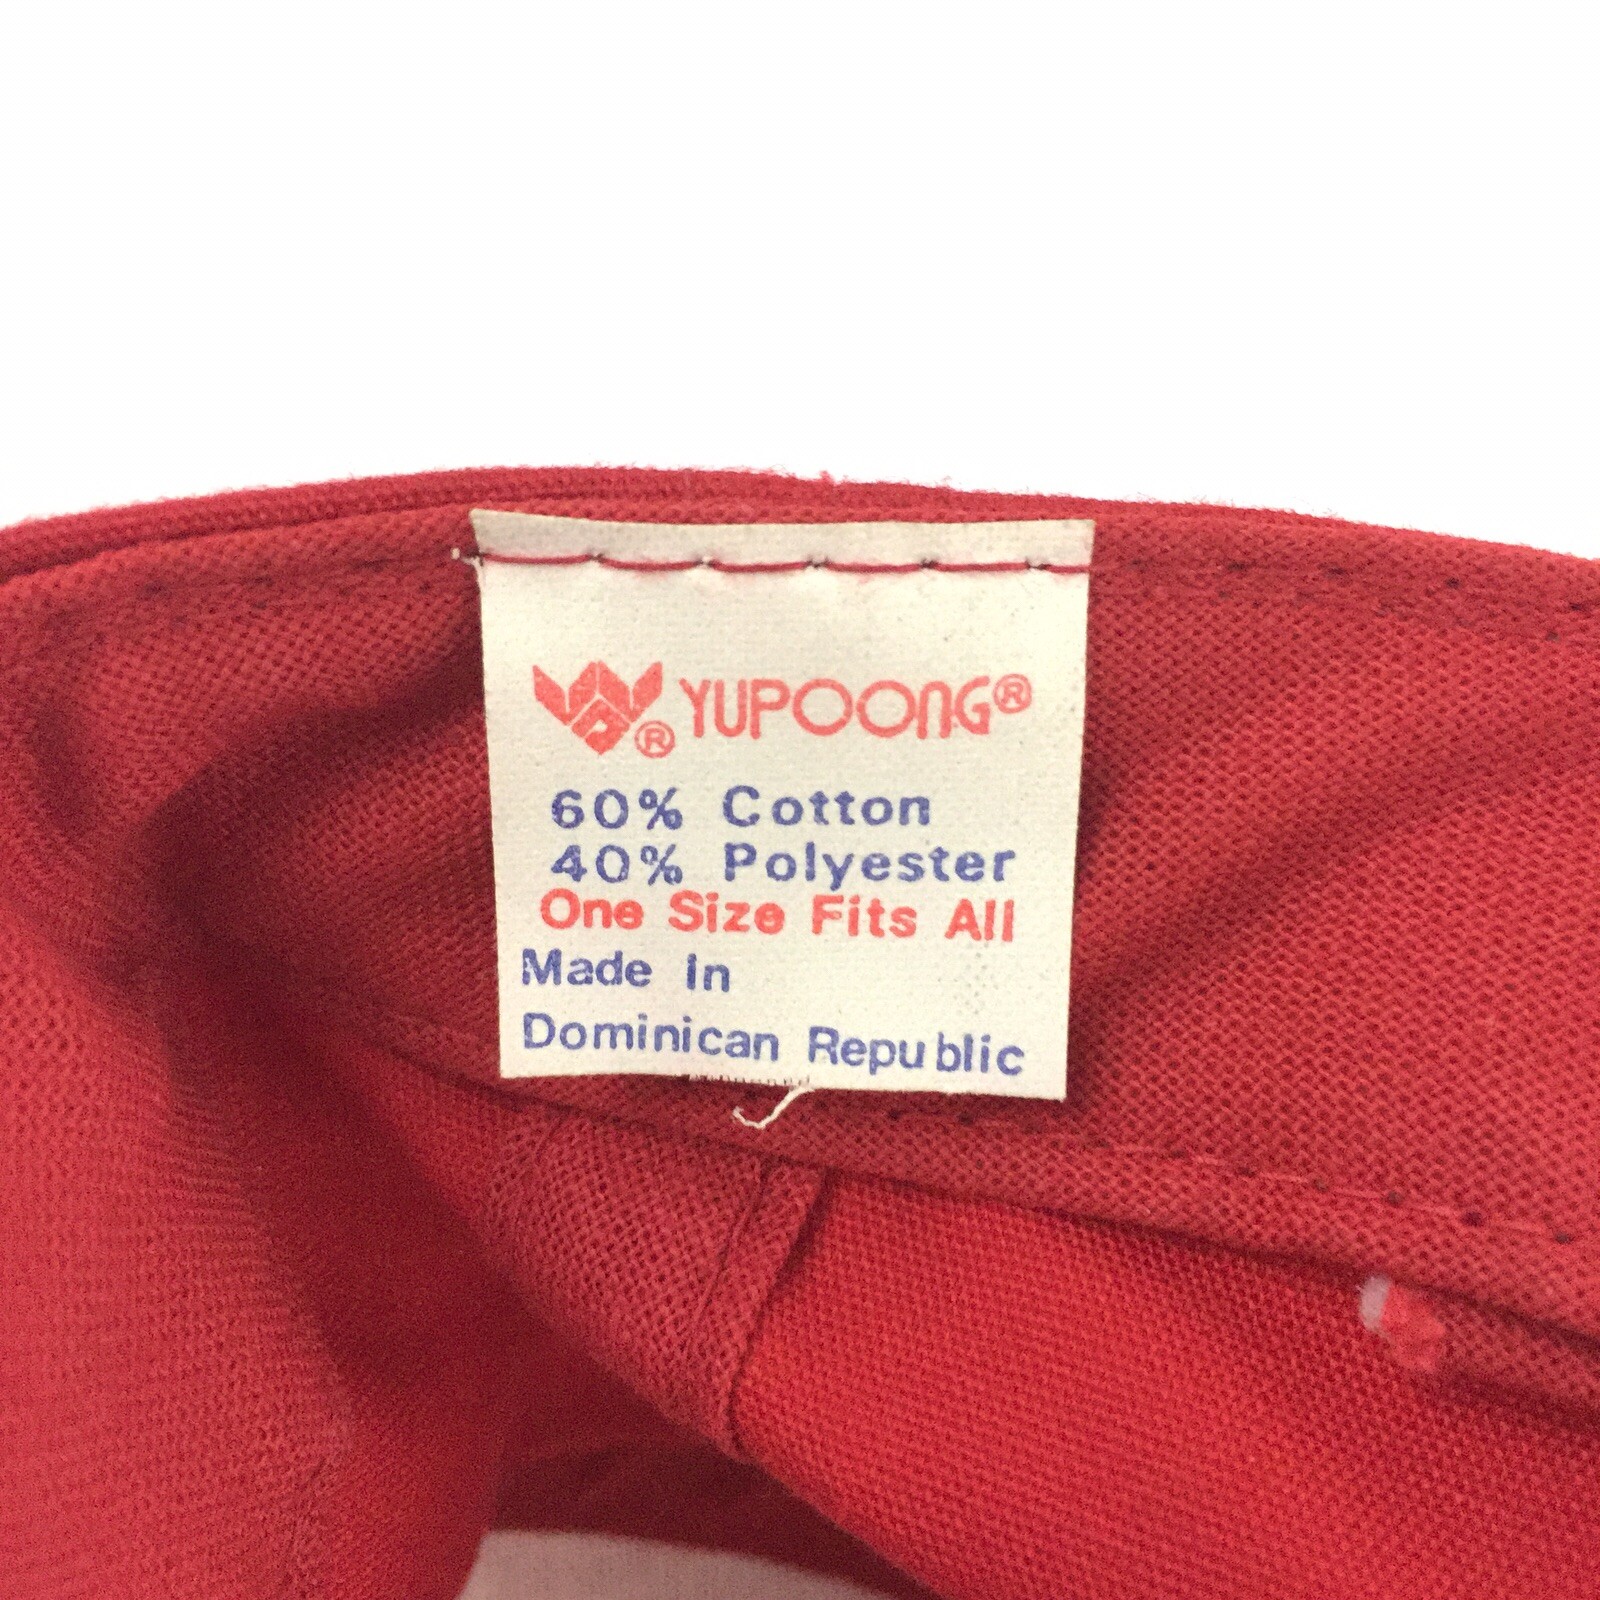 ® YUPOONG®
60% Cotton
40% Polyester
One Size Fits All
Made In
Dominican Republic